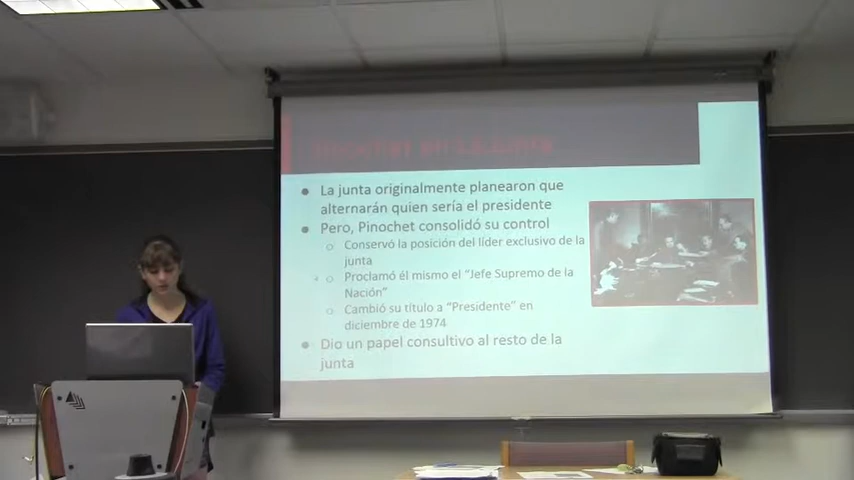 ● La junta originalmente planearon que
alternarán quien sería el presidente
● Pero, Pinochet consolidó su control
○ Conservó la posición del líder exclusivo de la
junta
○ Proclamó él mismo el "Jefe Supremo de la
Nación"
○ Cambió su título a "Presidente" en
diciembre de 1974
● Dio un papel consultivo al resto de la
junta